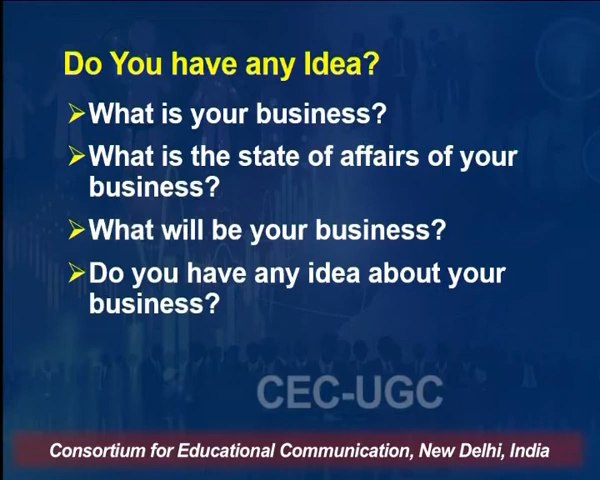 Do You have any Idea?
What is your business?
What is the state of affairs of your
business?
What will be your business?
Do you have any idea about your
business?
CEC-UGC
Consortium for Educational Communication, New Delhi, India